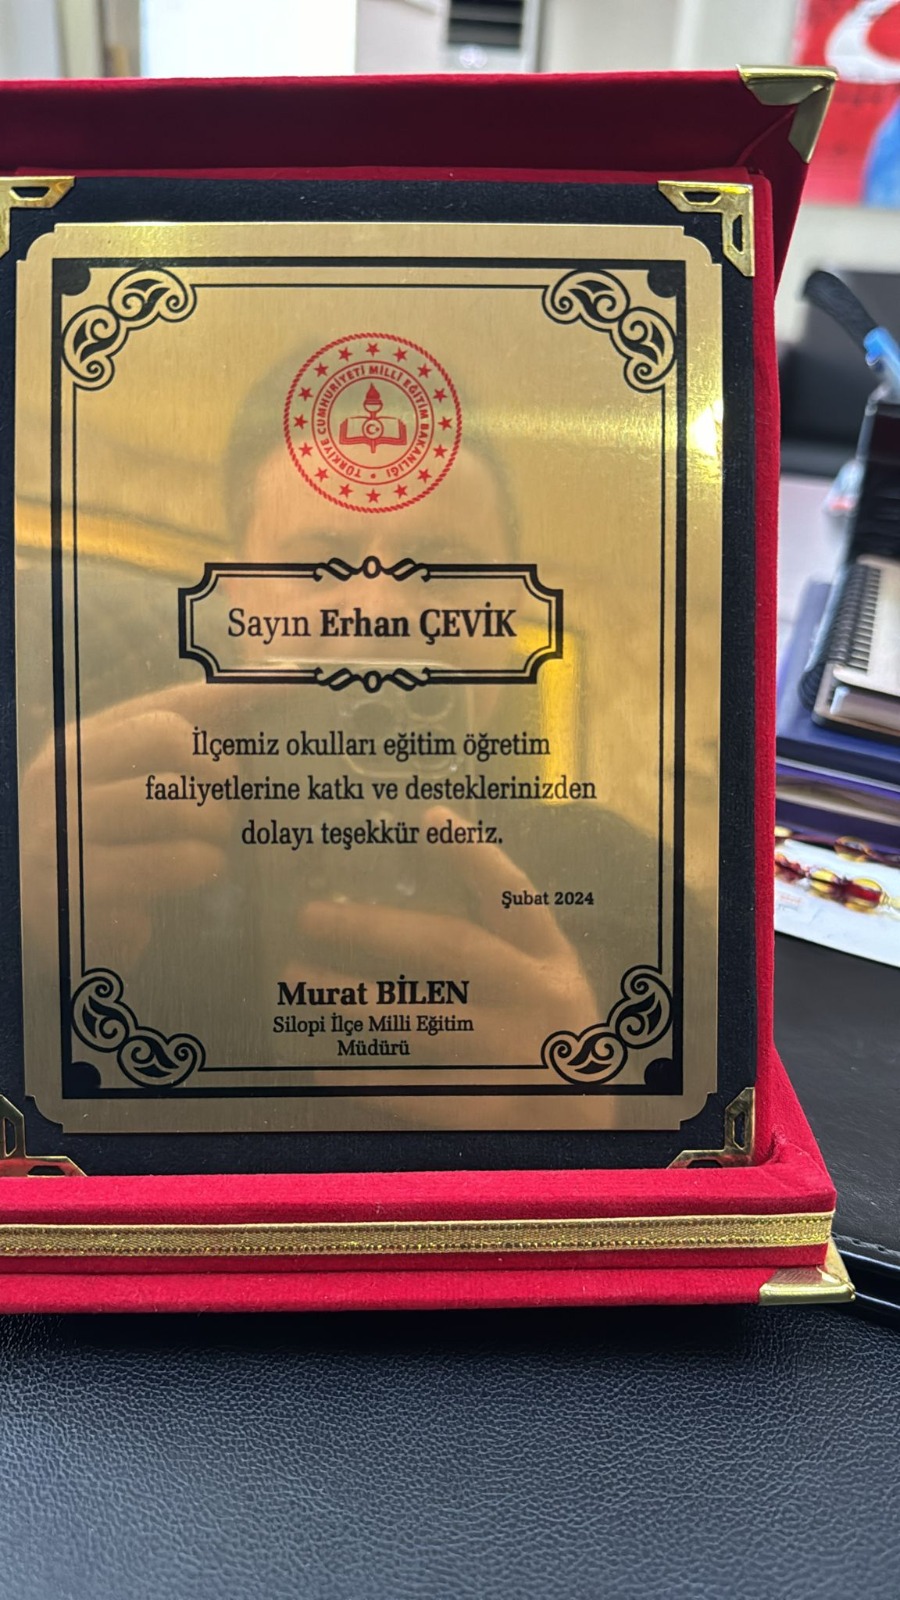 TÜRKİYE CUMHURİYETİ MİLLİ EĞİTİM BAKANLIĞI
Sayın Erhan ÇEVİK
İlçemiz okulları eğitim öğretim
faaliyetlerine katkı ve desteklerinizden
dolayı teşekkür ederiz.
Şubat 2024
Murat BİLEN
Silopi İlçe Milli Eğitim
Müdürü